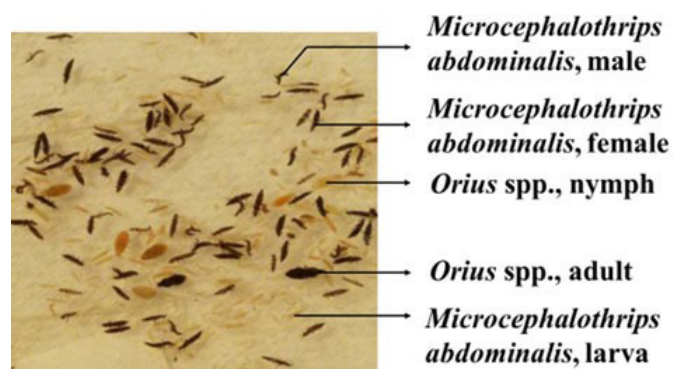 Microcephalothrips
abdominalis, male
Microcephalothrips
abdominalis, female
Orius spp., nymph
Orius spp., adult
Microcephalothrips
abdominalis, larva